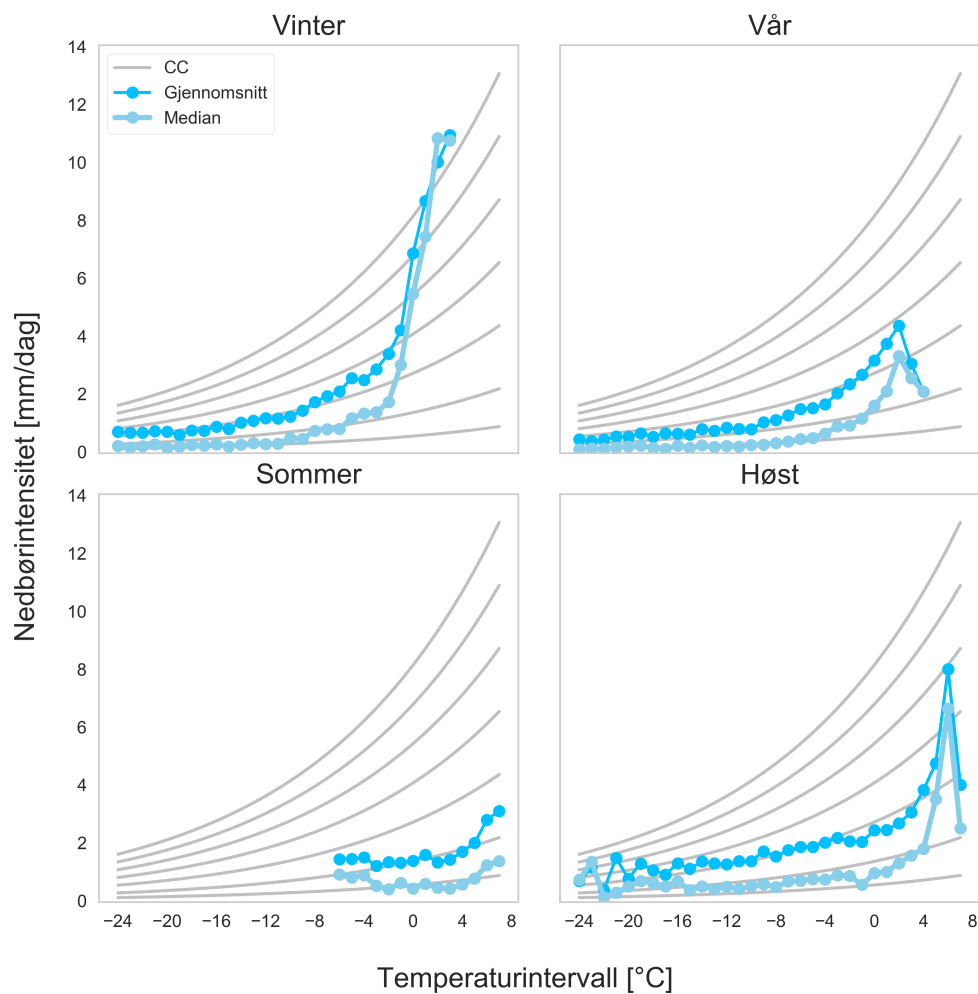 Vinter
Vår
14
12
10
8
6
4
2
0
CC
Gjennomsnitt
Median
Sommer
Høst
14
12
10
8
6
4
2
0
−24 −20 −16 −12 −8 −4 0 4 8
−24 −20 −16 −12 −8 −4 0 4 8
Nedbørintensitet [mm/dag]
Temperaturintervall [°C]